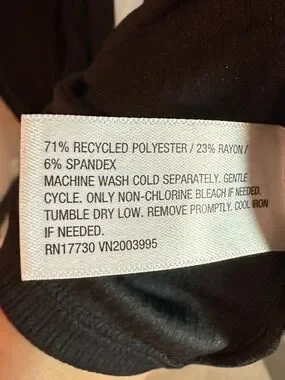 71% RECYCLED POLYESTER / 23% RAYON /
6% SPANDEX
MACHINE WASH COLD SEPARATELY. GENTLE
CYCLE. ONLY NON-CHLORINE BLEACH IF NEEDED.
TUMBLE DRY LOW. REMOVE PROMPTLY. COOL IRON
IF NEEDED.
RN17730 VN2003995